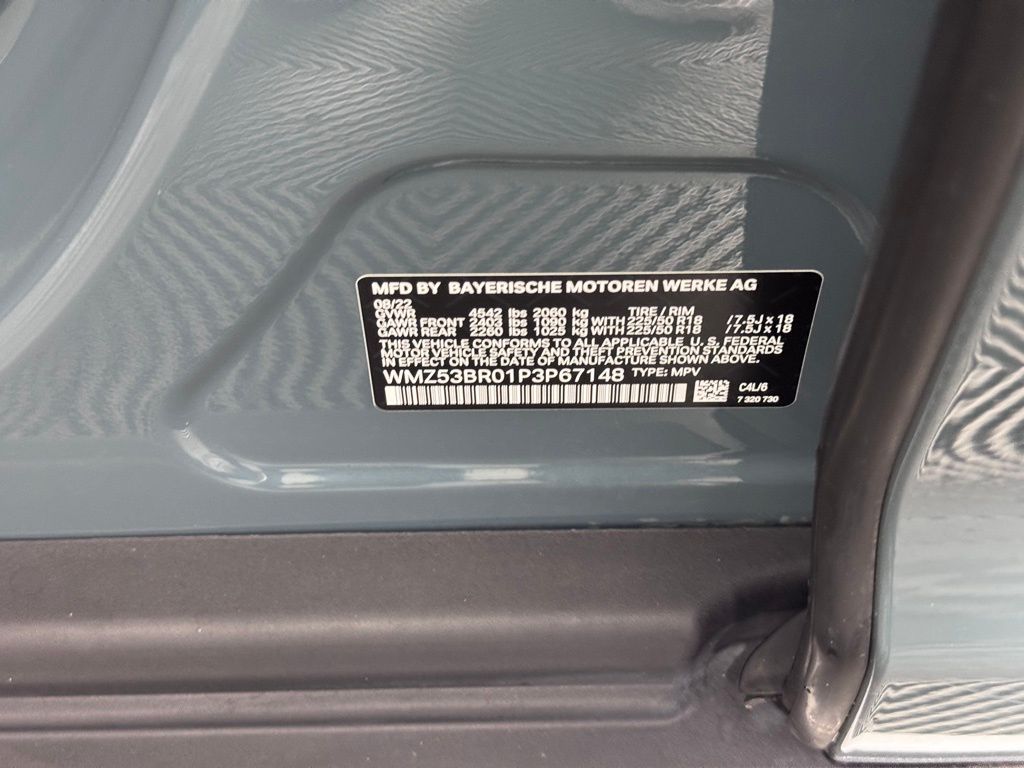 MFD BY BAYERISCHE MOTOREN WERKE AG
08/22
GVWR 4542 lbs 2060 kg TIRE / RIM
GAWR FRONT 2403 lbs 1090 kg WITH 225/50 R18 /7.5J x 18
GAWR REAR 2260 lbs 1025 kg WITH 225/50 R18 /7.5J x 18
THIS VEHICLE CONFORMS TO ALL APPLICABLE U. S. FEDERAL
MOTOR VEHICLE SAFETY AND THEFT PREVENTION STANDARDS
IN EFFECT ON THE DATE OF MANUFACTURE SHOWN ABOVE.
WMZ53BR01P3P67148 TYPE: MPV
C4L/6
7 320 730